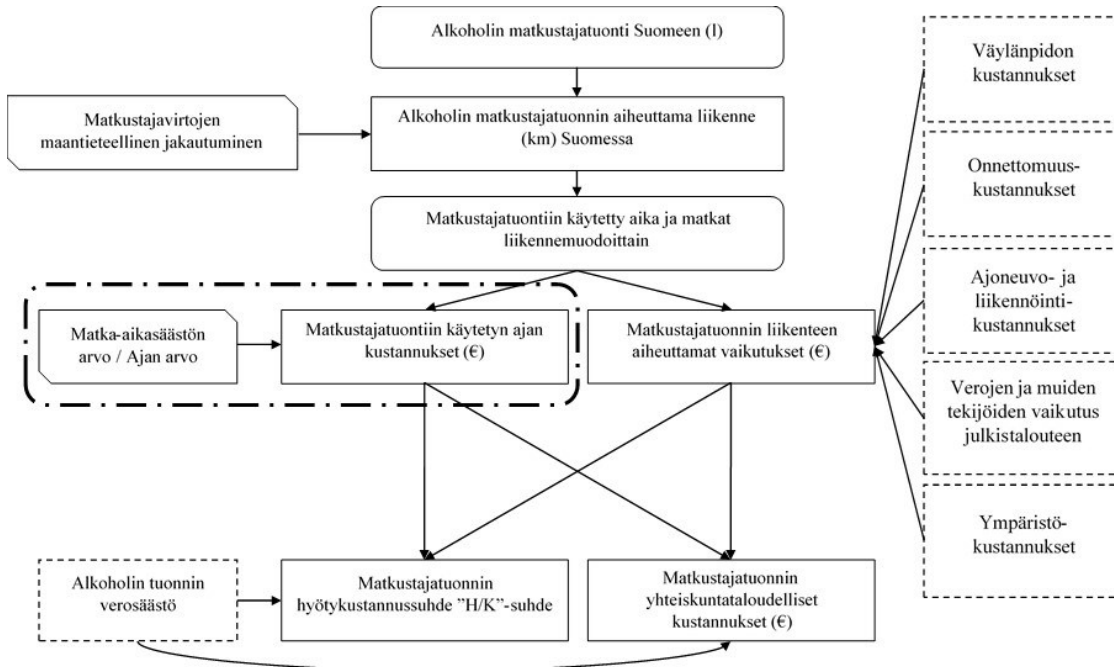 Alkoholin matkustajatuonti Suomeen (l)
Matkustajavirtojen
maantieteellinen jakautuminen
Alkoholin matkustajatuonnin aiheuttama liikenne
(km) Suomessa
Matkustajatuontiin käytetty aika ja matkat
liikennemuodoittain
Matka-aikasäästön
arvo / Ajan arvo
Matkustajatuontiin käytetyn ajan
kustannukset (€)
Matkustajatuonnin liikenteen
aiheuttamat vaikutukset (€)
Väylänpidon
kustannukset
Onnettomuus-
kustannukset
Ajoneuvo- ja
liikennöinti-
kustannukset
Verojen ja muiden
tekijöiden vaikutus
julkistalouteen
Ympäristö-
kustannukset
Alkoholin tuonnin
verosäästö
Matkustajatuonnin
hyötykustannussuhde ”H/K”-suhde
Matkustajatuonnin
yhteiskuntataloudelliset
kustannukset (€)